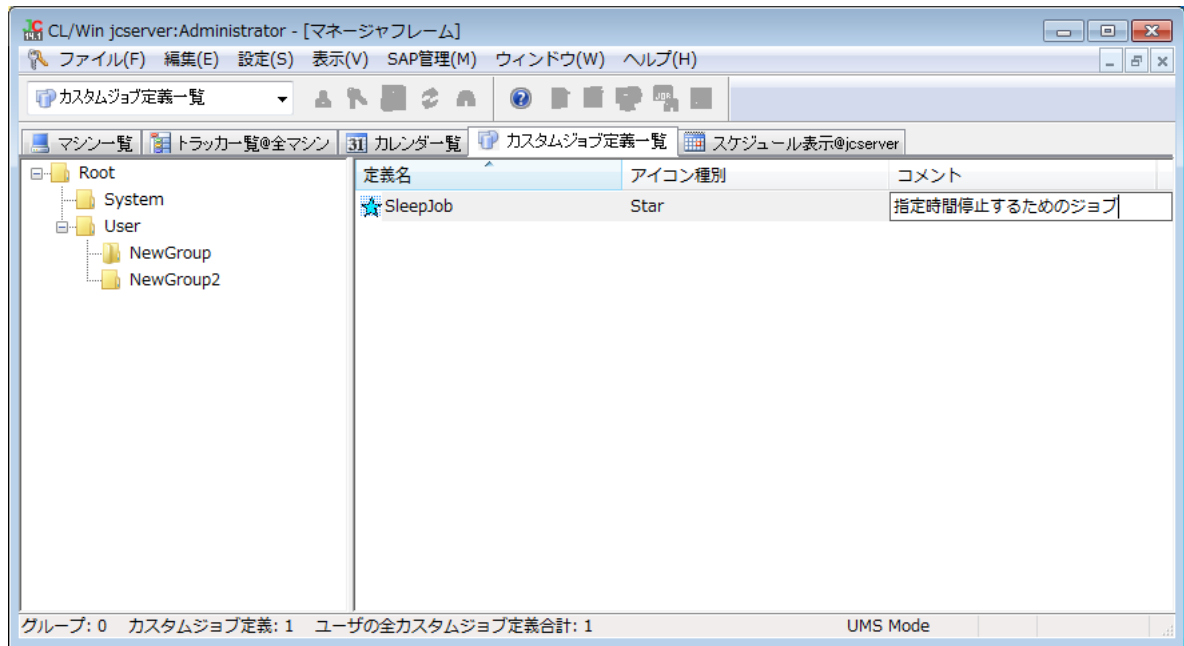 CL/Win jcserver:Administrator - [マネージャフレーム]
ファイル(F) 編集(E) 設定(S) 表示(V) SAP管理(M) ウィンドウ(W) ヘルプ(H)
カスタムジョブ定義一覧
マシン一覧 トラッカ一覧@全マシン 31 カレンダ一覧 カスタムジョブ定義一覧 スケジュール表示@jcserver
Root
System
User
NewGroup
NewGroup2
定義名 アイコン種別 コメント
SleepJob Star 指定時間停止するためのジョブ
グループ: 0 カスタムジョブ定義: 1 ユーザの全カスタムジョブ定義合計: 1 UMS Mode